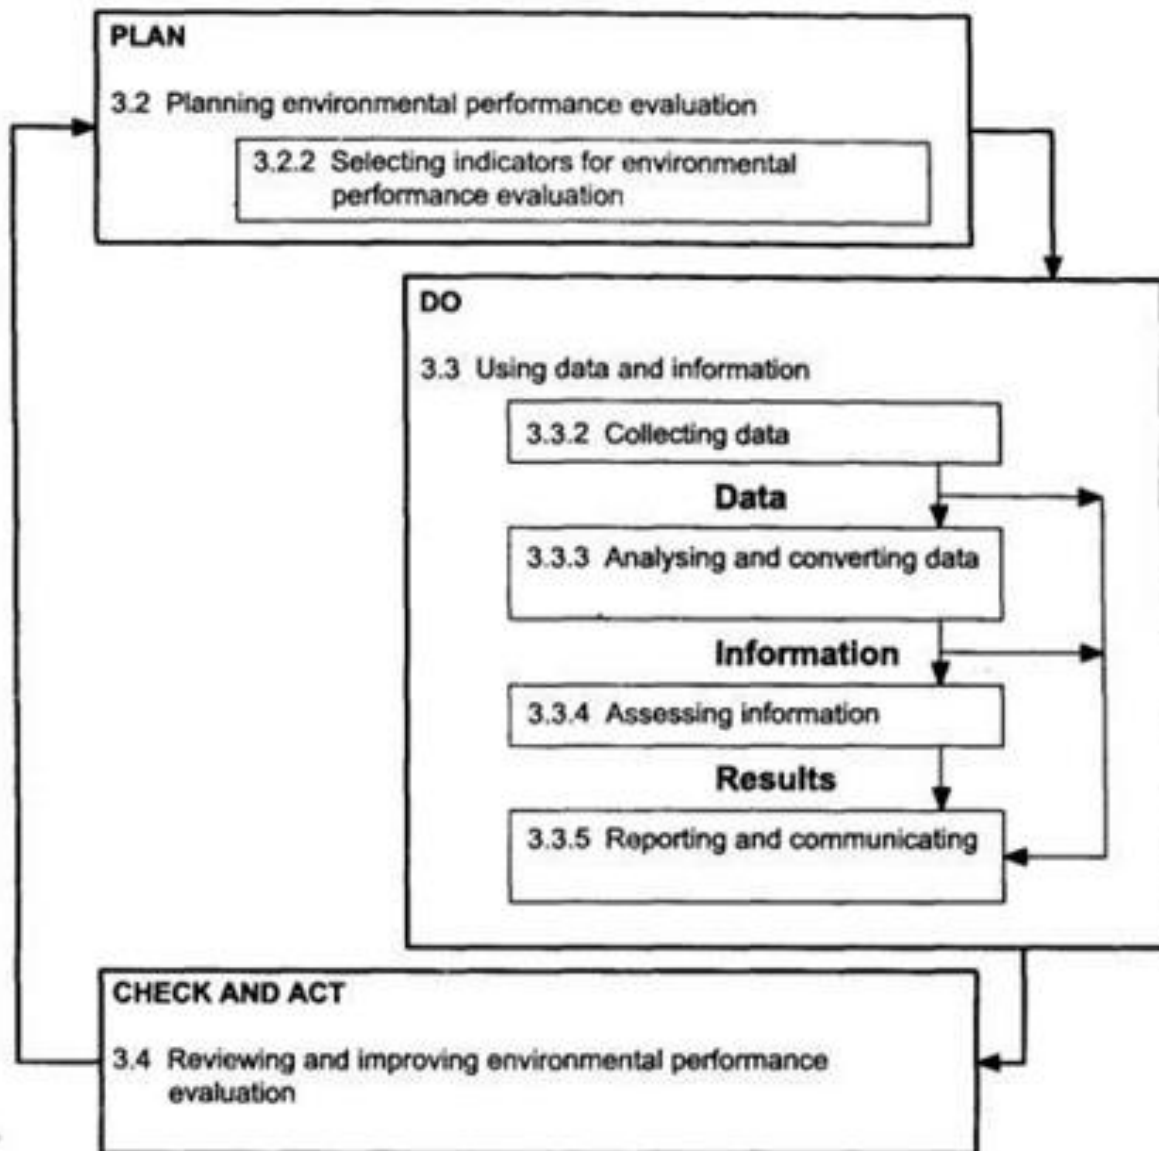 PLAN
3.2 Planning environmental performance evaluation
3.2.2 Selecting indicators for environmental
performance evaluation
DO
3.3 Using data and information
3.3.2 Collecting data
Data
3.3.3 Analysing and converting data
Information
3.3.4 Assessing information
Results
3.3.5 Reporting and communicating
CHECK AND ACT
3.4 Reviewing and improving environmental performance
evaluation